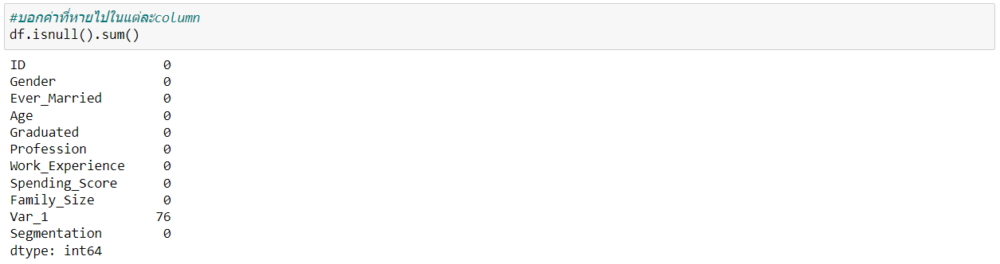 #บอกค่าที่หายไปในแต่ละcolumn
df.isnull().sum()
ID 0
Gender 0
Ever_Married 0
Age 0
Graduated 0
Profession 0
Work_Experience 0
Spending_Score 0
Family_Size 0
Var_1 76
Segmentation 0
dtype: int64